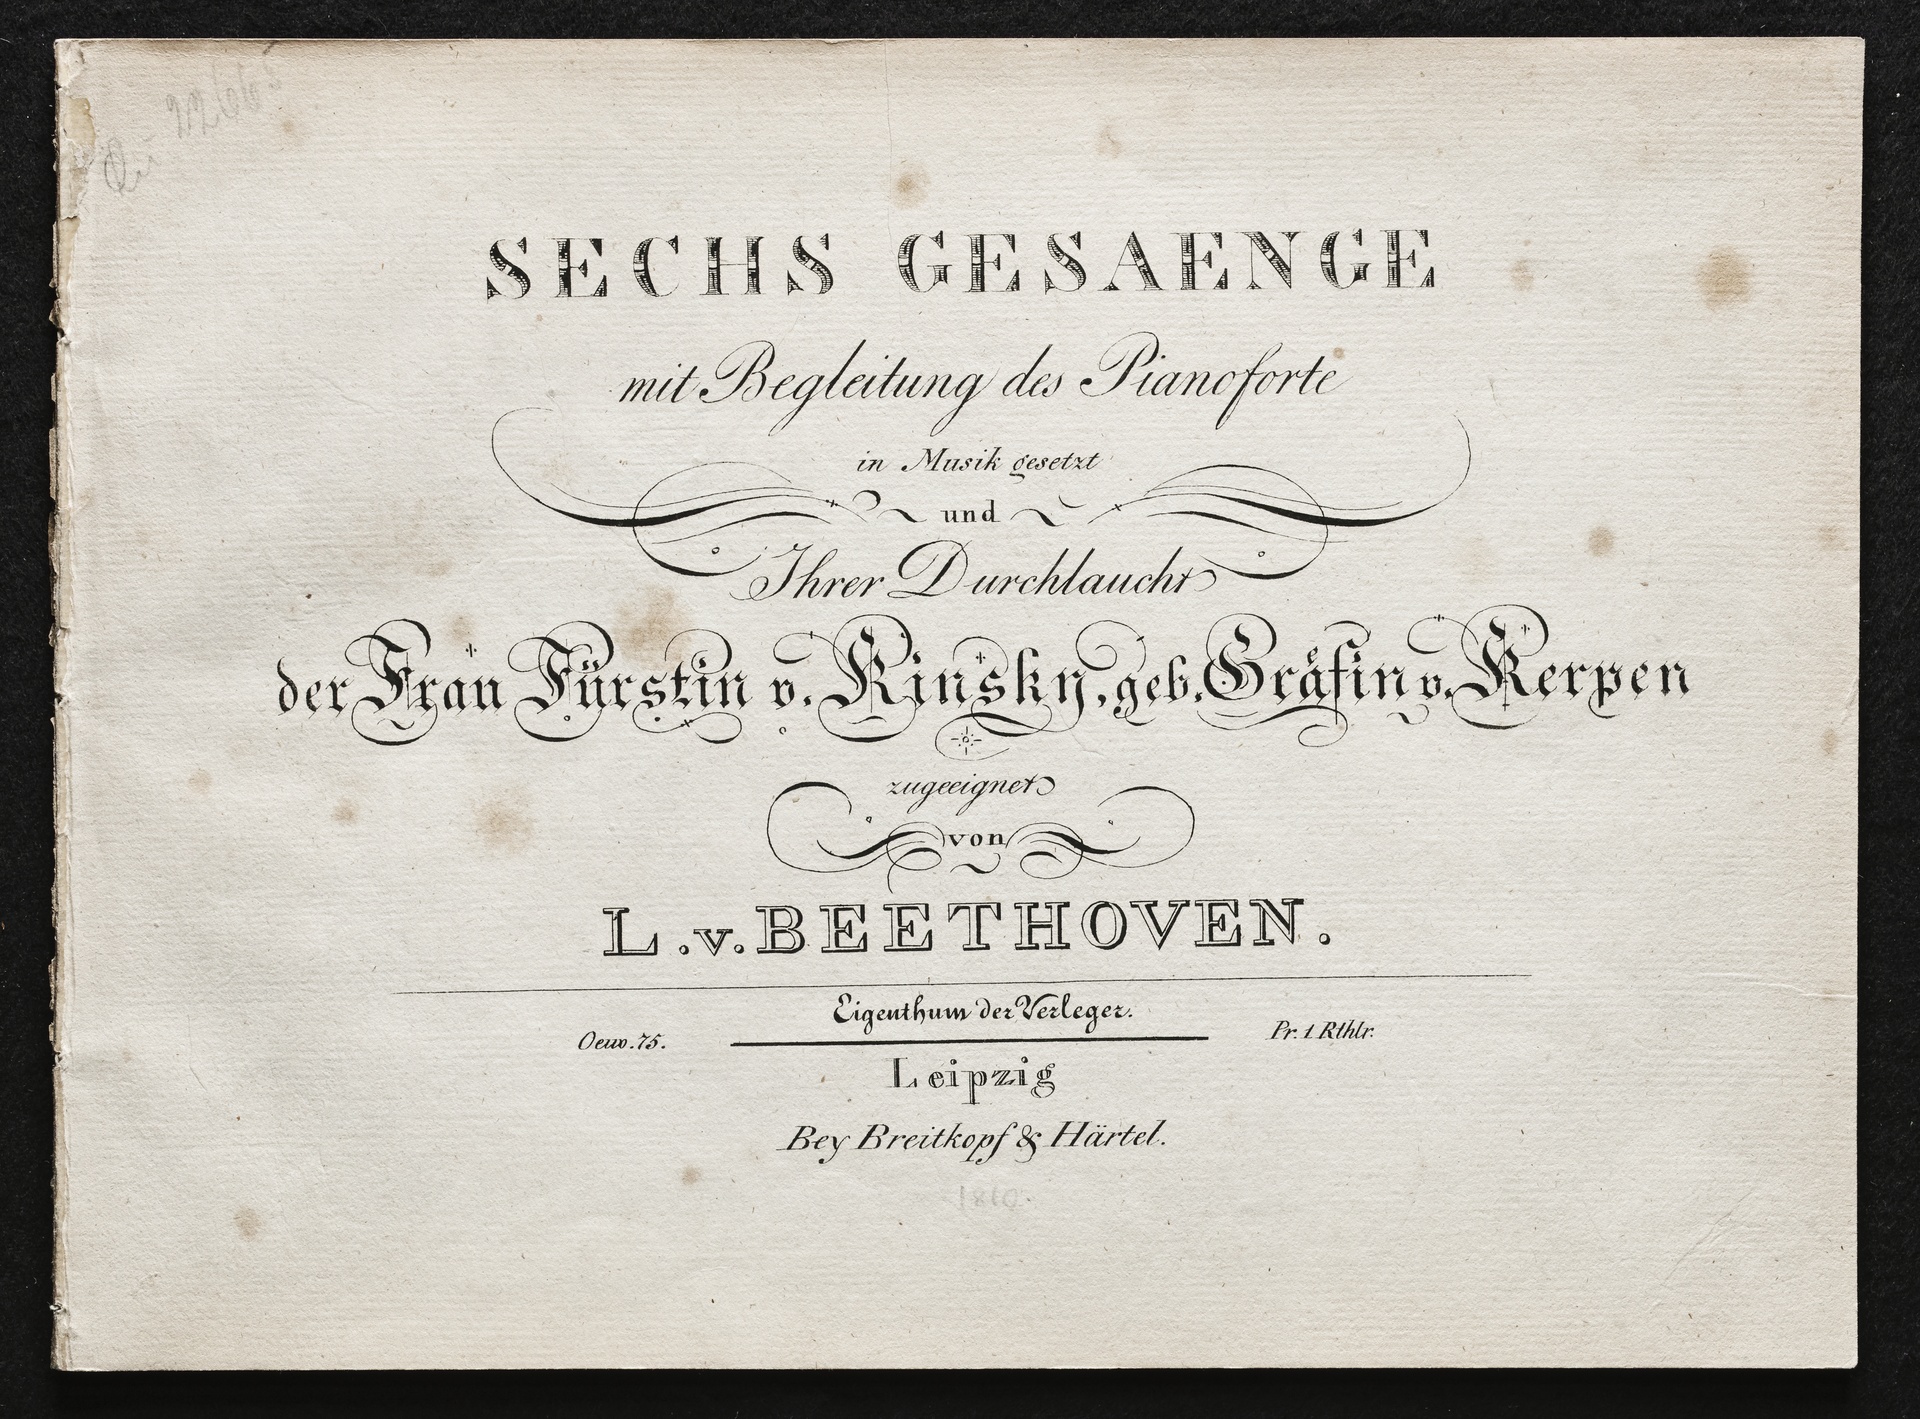 SECHS GESAENGE
mit Begleitung des Pianoforte
in Musik gesetzt
und
Ihrer Durchlaucht
der Frau Fürstin v. Kinsky, geb. Gräfin v. Kerpen
zugeeignet
von
L. v. BEETHOVEN.
Eigenthum der Verleger.
Oeuv. 75.
Pr. 1 Rthlr.
Leipzig
Bey Breitkopf & Härtel.
1810.